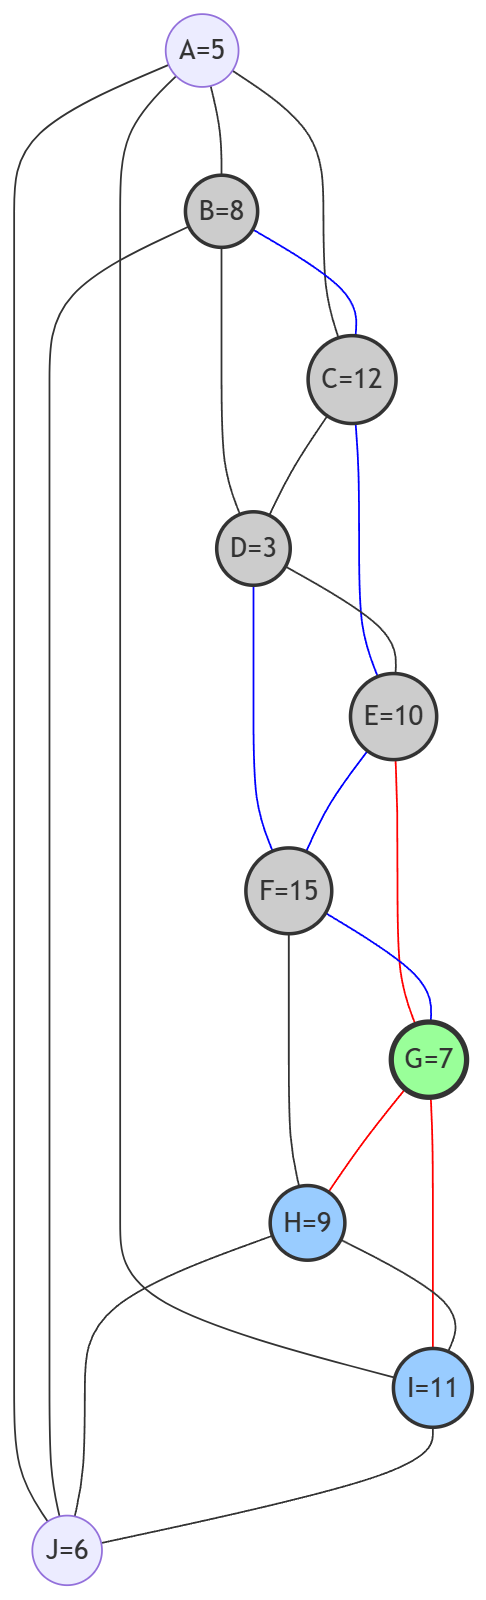 A=5
B=8
C=12
D=3
E=10
F=15
G=7
H=9
I=11
J=6